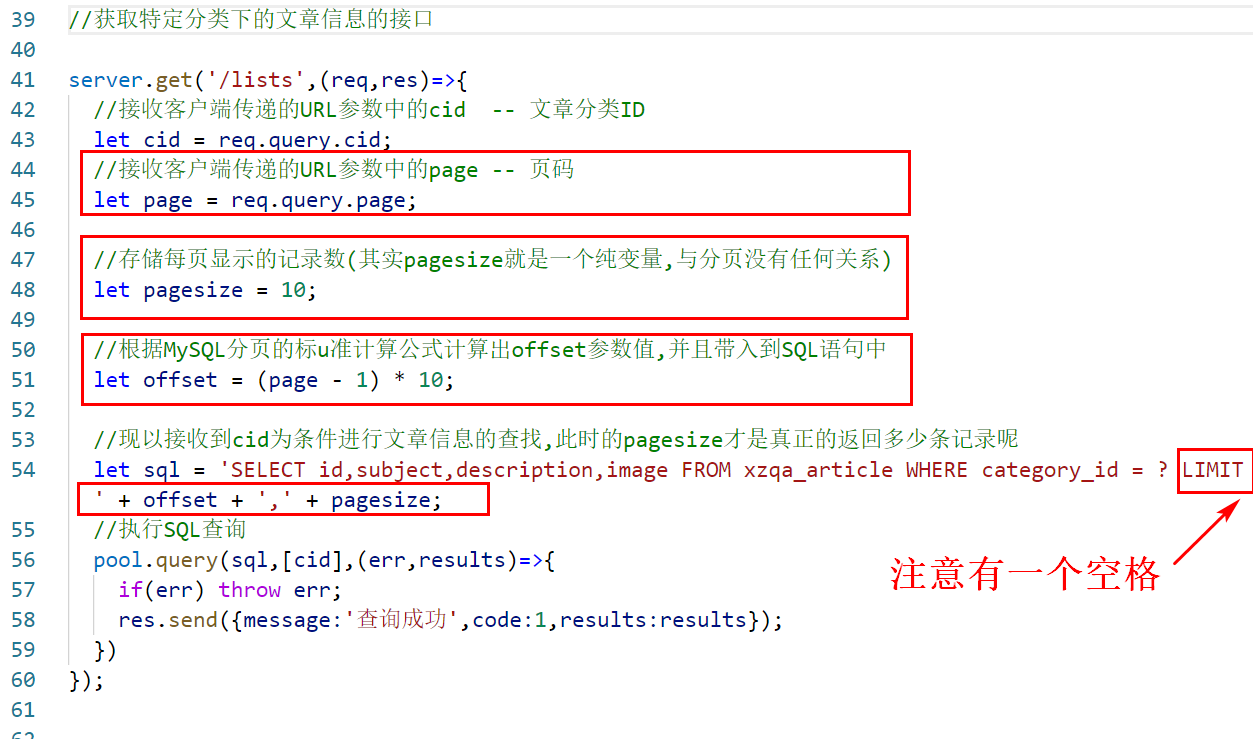 39 //获取特定分类下的文章信息的接口
40
41 server.get('/lists',(req,res)=>{
42 //接收客户端传递的URL参数中的cid -- 文章分类ID
43 let cid = req.query.cid;
44 //接收客户端传递的URL参数中的page -- 页码
45 let page = req.query.page;
46
47 //存储每页显示的记录数(其实pagesize就是一个纯变量,与分页没有任何关系)
48 let pagesize = 10;
49
50 //根据MySQL分页的标u准计算公式计算出offset参数值,并且带入到SQL语句中
51 let offset = (page - 1) * 10;
52
53 //现以接收到cid为条件进行文章信息的查找,此时的pagesize才是真正的返回多少条记录呢
54 let sql = 'SELECT id,subject,description,image FROM xzqa_article WHERE category_id = ? LIMIT
' + offset + ',' + pagesize;
55 //执行SQL查询
56 pool.query(sql,[cid],(err,results)=>{
注意有一个空格
57 if(err) throw err;
58 res.send({message:'查询成功',code:1,results:results});
59 })
60 });
61
62